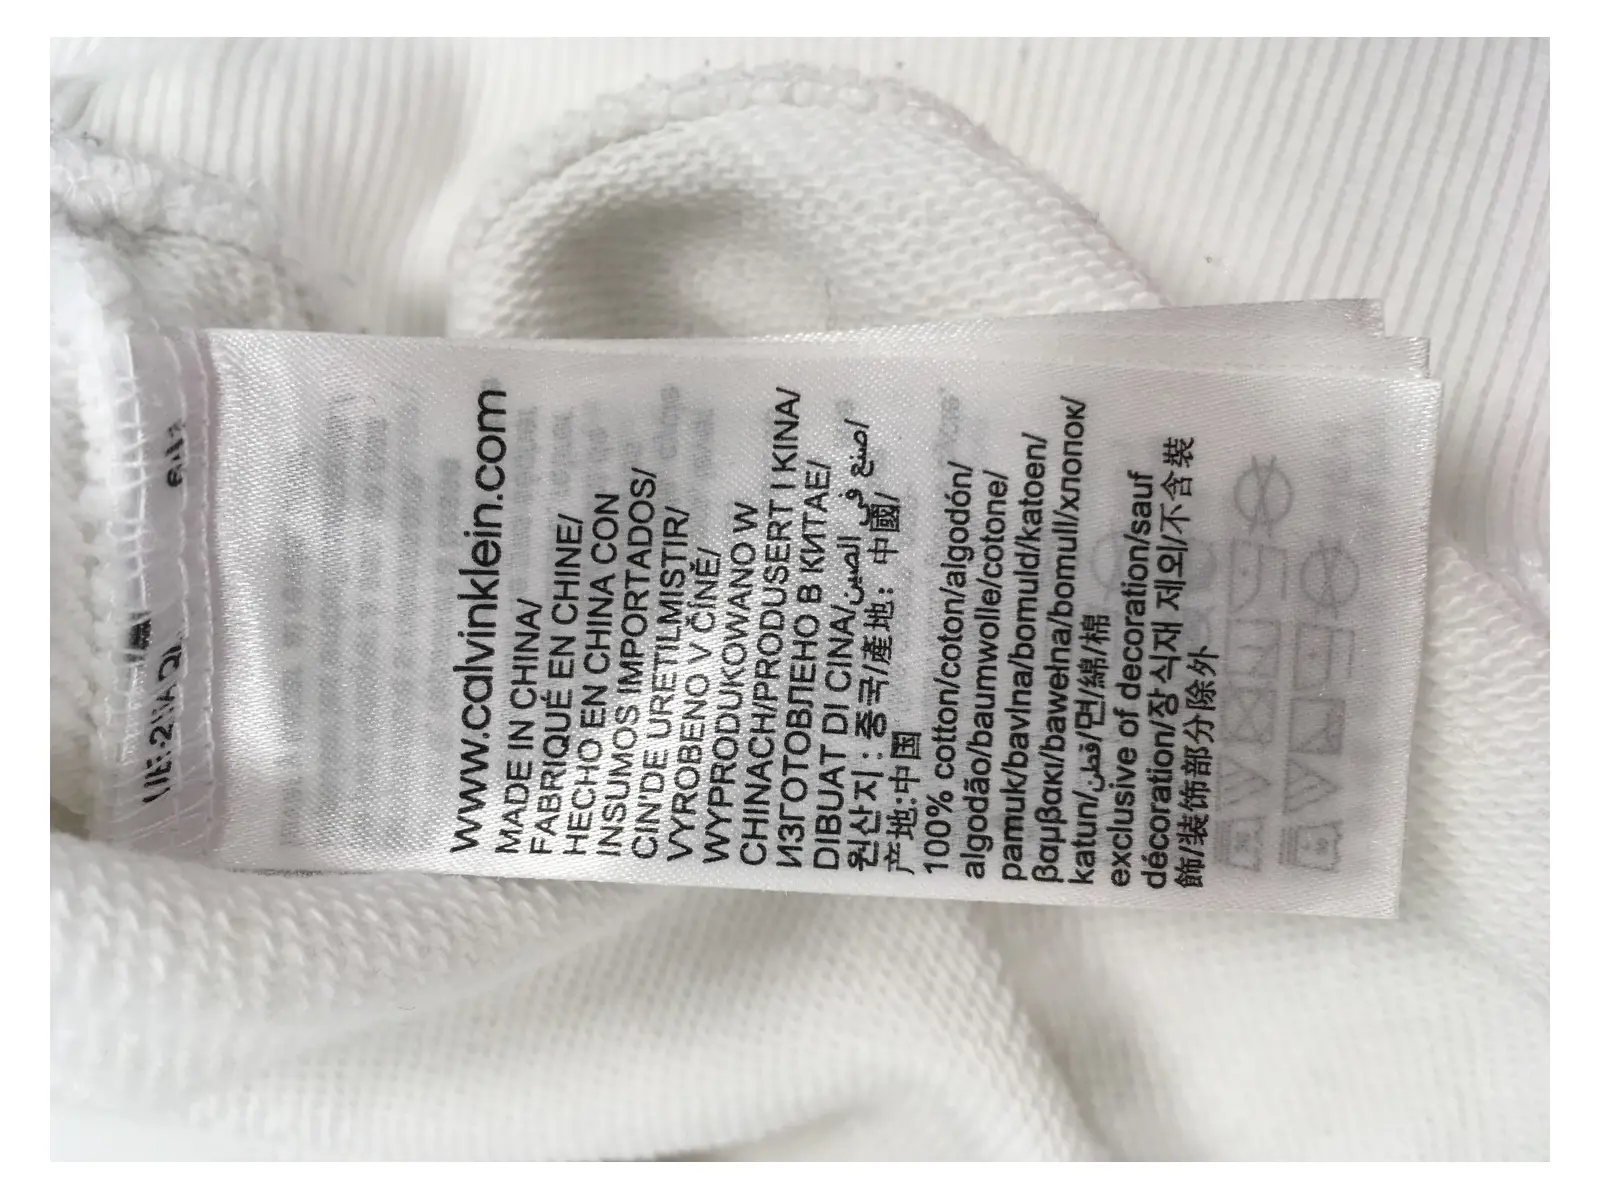 www.calvinklein.com
MADE IN CHINA/
FABRIQUÉ EN CHINE/
HECHO EN CHINA CON
INSUMOS IMPORTADOS/
CIN'DE URETILMISTIR/
VYROBENO V ČÍNĚ/
WYPRODUKOWANO W
CHINACH/PRODUSERT I KINA/
ИЗГОТОВЛЕНО В КИТАЕ/
DIBUAT DI CINA/صنع في الصين/
원산지 : 중국/產地: 中國/
产地:中国
100% cotton/coton/algodón/
algodão/baumwolle/cotone/
pamuk/bavlna/bomuld/katoen/
βαμβακι/bawełna/bomull/хлопок/
katun/قطن/면/綿/棉
exclusive of decoration/sauf
décoration/장식재 제외/不含裝
飾/装饰部分除外